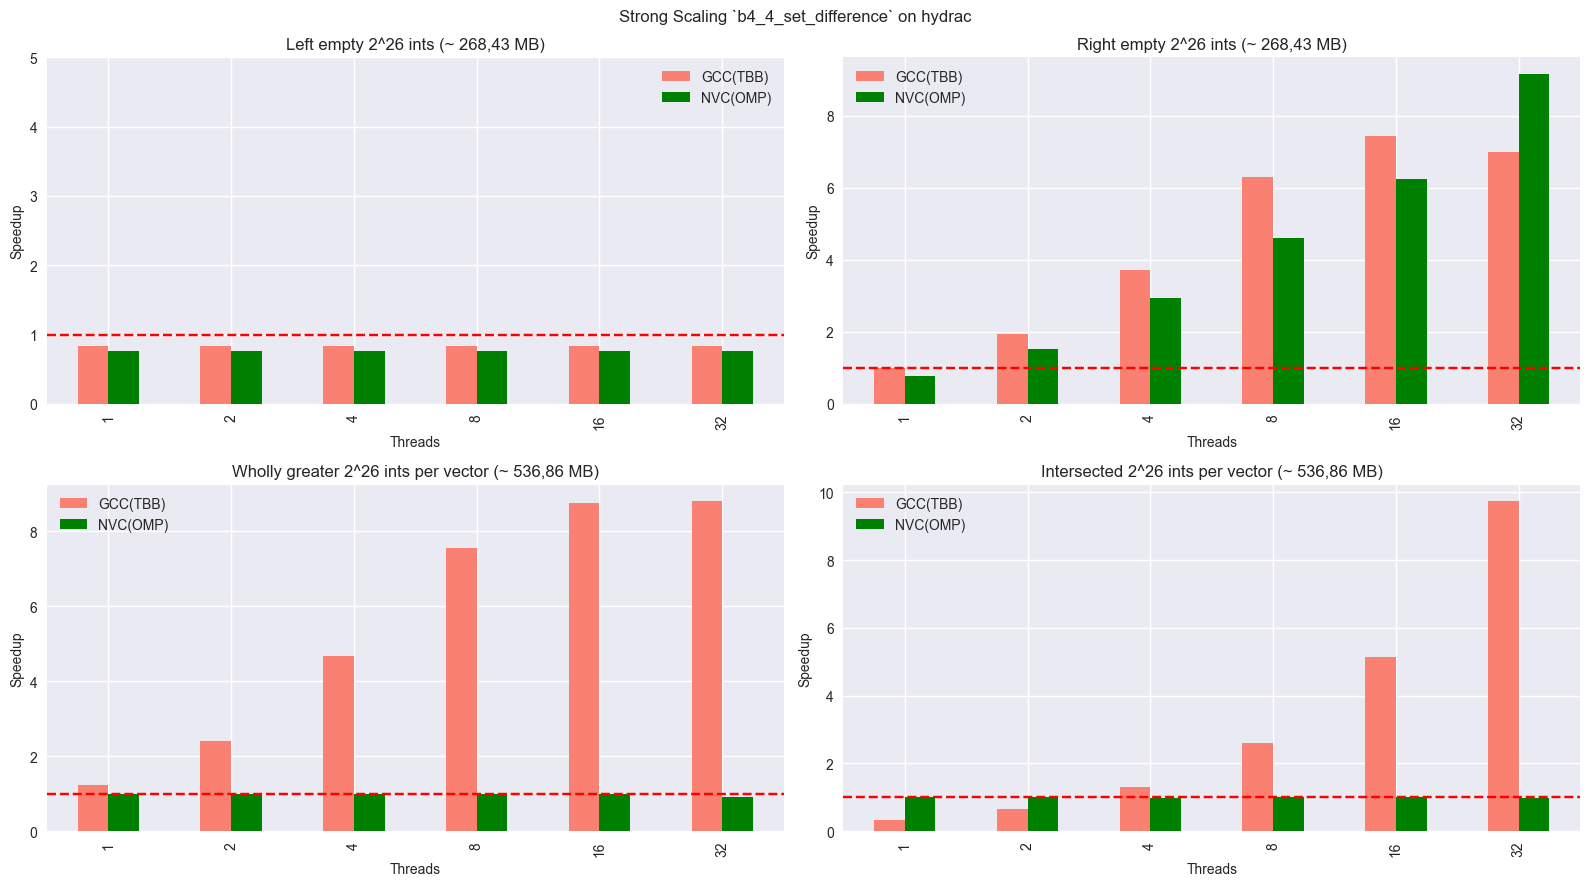 Strong Scaling `b4_4_set_difference` on hydrac
Left empty 2^26 ints (~ 268,43 MB)
GCC(TBB)
NVC(OMP)
Speedup
5
4
3
2
1
0
1
2
4
8
16
32
Threads
Right empty 2^26 ints (~ 268,43 MB)
GCC(TBB)
NVC(OMP)
Speedup
8
6
4
2
0
1
2
4
8
16
32
Threads
Wholly greater 2^26 ints per vector (~ 536,86 MB)
GCC(TBB)
NVC(OMP)
Speedup
8
6
4
2
0
1
2
4
8
16
32
Threads
Intersected 2^26 ints per vector (~ 536,86 MB)
GCC(TBB)
NVC(OMP)
Speedup
10
8
6
4
2
0
1
2
4
8
16
32
Threads